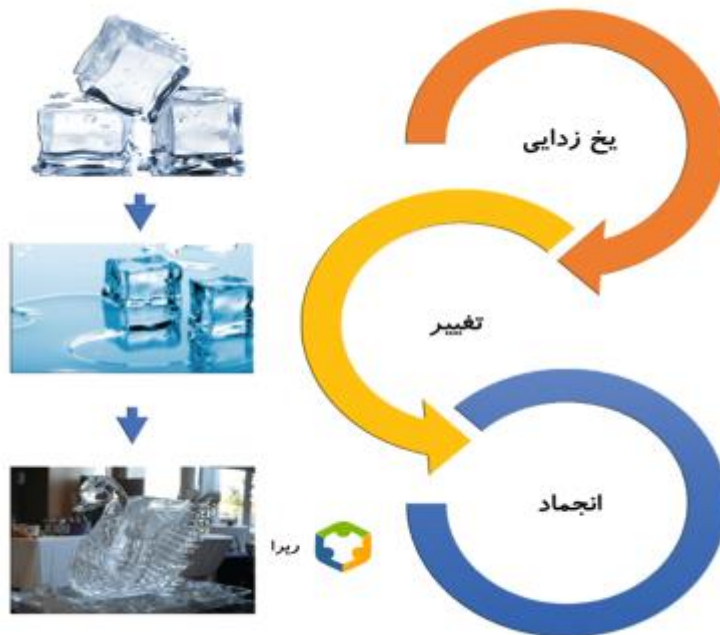 یخ زدایی
تغییر
انجماد
ریرا